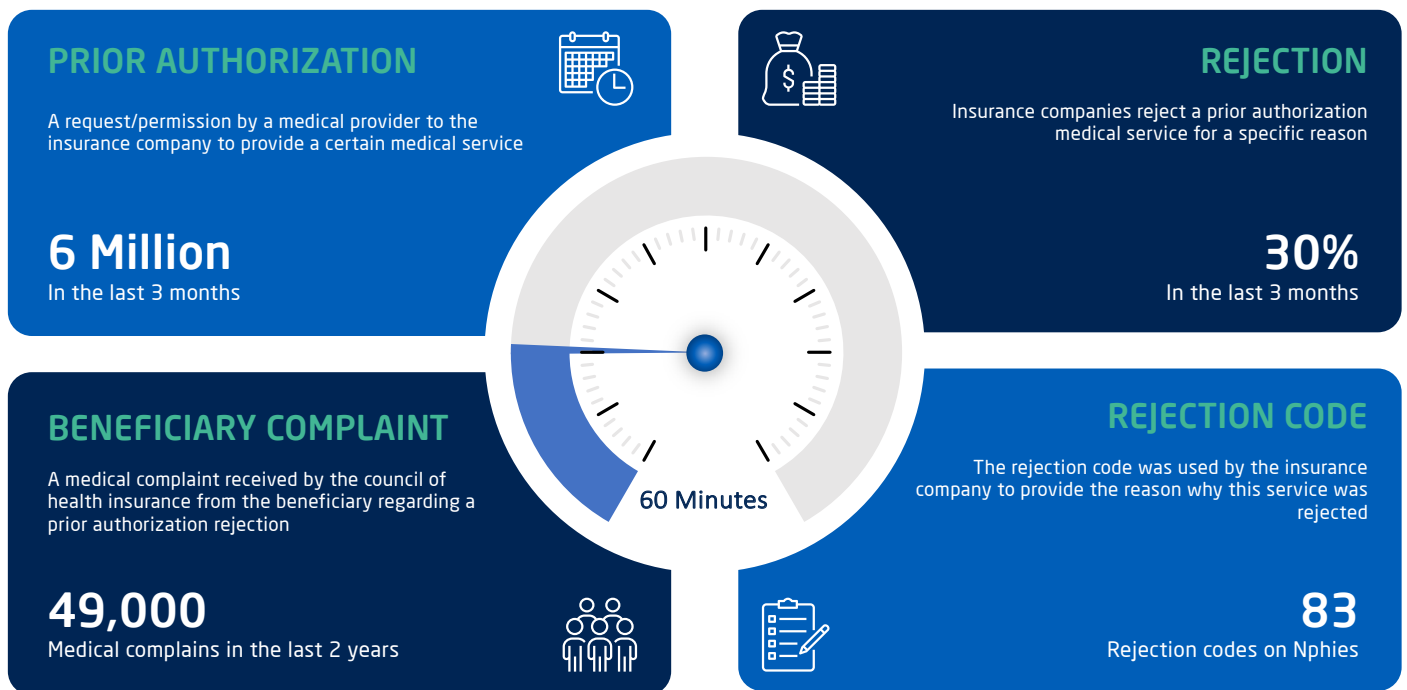 PRIOR AUTHORIZATION
A request/permission by a medical provider to the
insurance company to provide a certain medical service
6 Million
In the last 3 months
REJECTION
Insurance companies reject a prior authorization
medical service for a specific reason
30%
In the last 3 months
60 Minutes
BENEFICIARY COMPLAINT
A medical complaint received by the council of
health insurance from the beneficiary regarding a
prior authorization rejection
49,000
Medical complains in the last 2 years
REJECTION CODE
The rejection code was used by the insurance
company to provide the reason why this service was
rejected
83
Rejection codes on Nphies
$